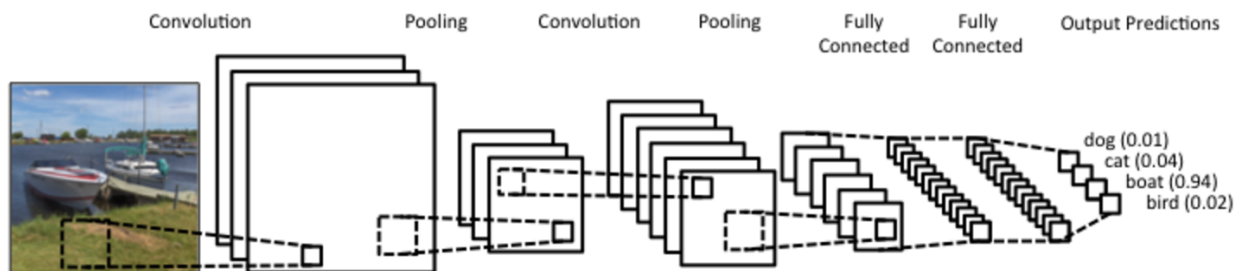 Convolution
Pooling
Convolution
Pooling
Fully
Connected
Fully
Connected
Output Predictions
dog (0.01)
cat (0.04)
boat (0.94)
bird (0.02)